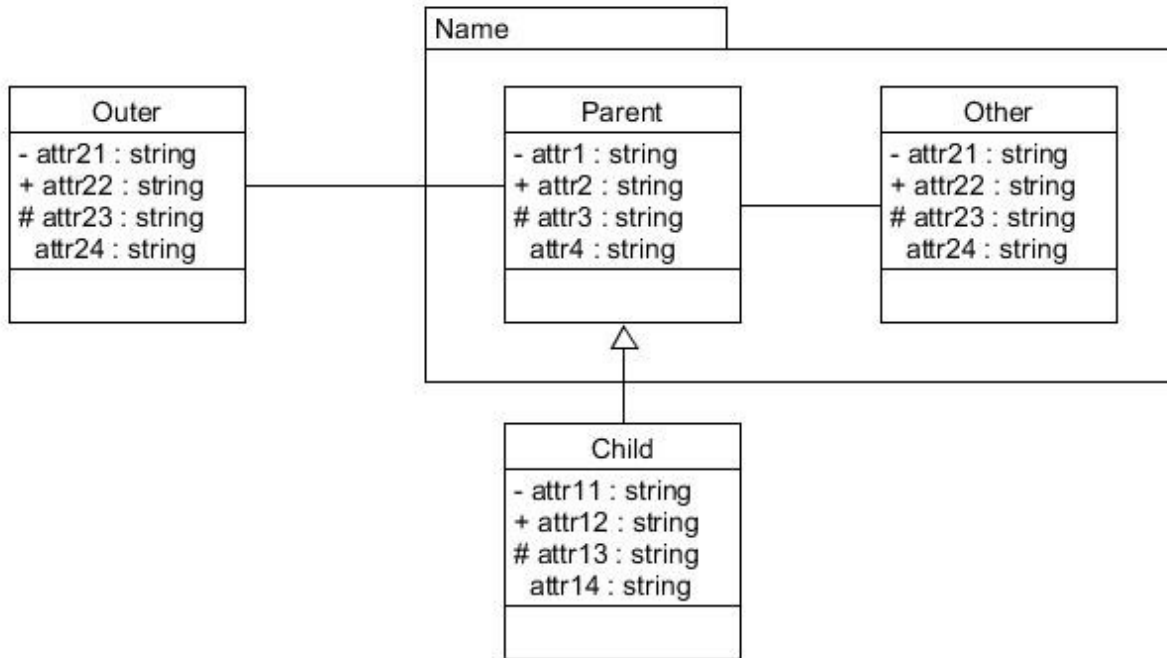 Name
Outer
- attr21 : string
+ attr22 : string
# attr23 : string
attr24 : string
Parent
- attr1 : string
+ attr2 : string
# attr3 : string
attr4 : string
Other
- attr21 : string
+ attr22 : string
# attr23 : string
attr24 : string
Child
- attr11 : string
+ attr12 : string
# attr13 : string
attr14 : string